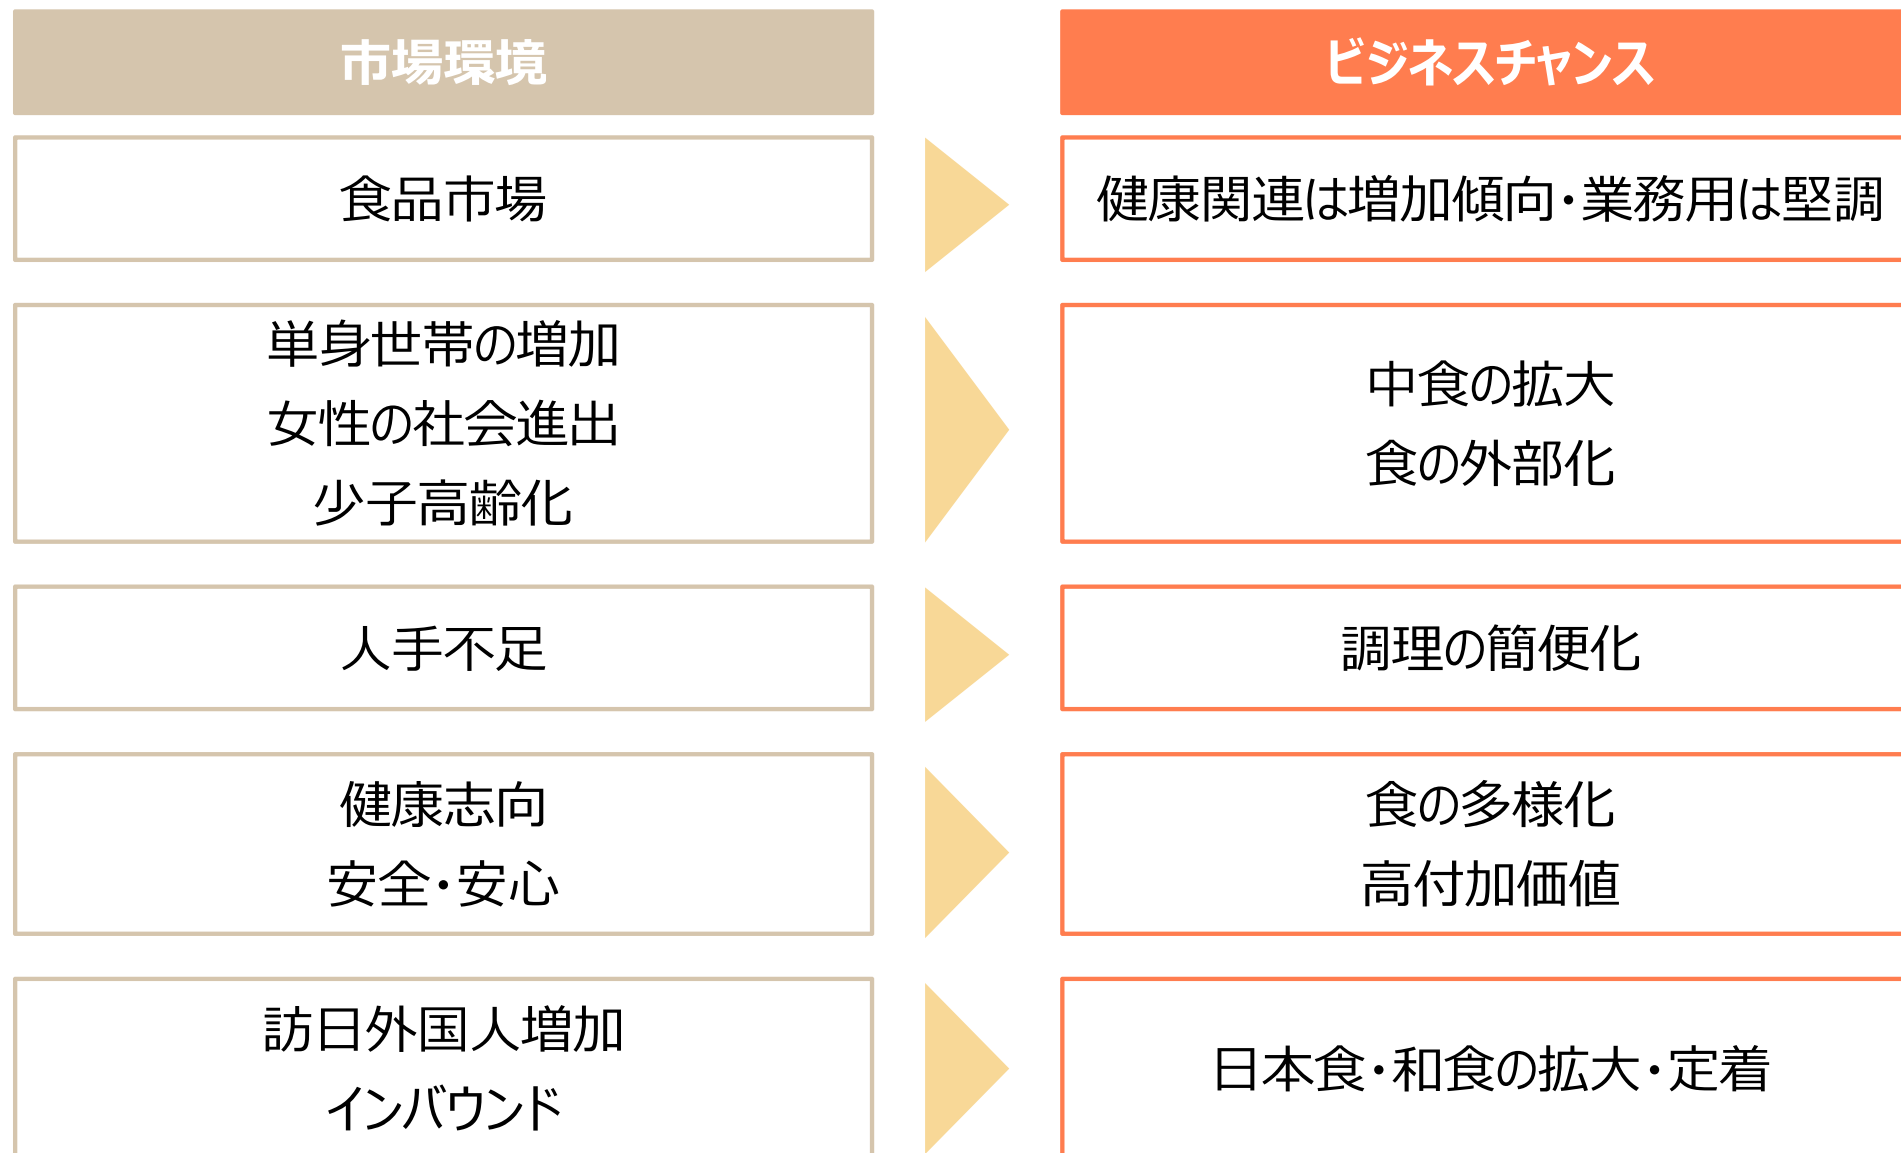 市場環境
ビジネスチャンス
食品市場
健康関連は増加傾向・業務用は堅調
単身世帯の増加
女性の社会進出
少子高齢化
中食の拡大
食の外部化
人手不足
調理の簡便化
健康志向
安全・安心
食の多様化
高付加価値
訪日外国人増加
インバウンド
日本食・和食の拡大・定着